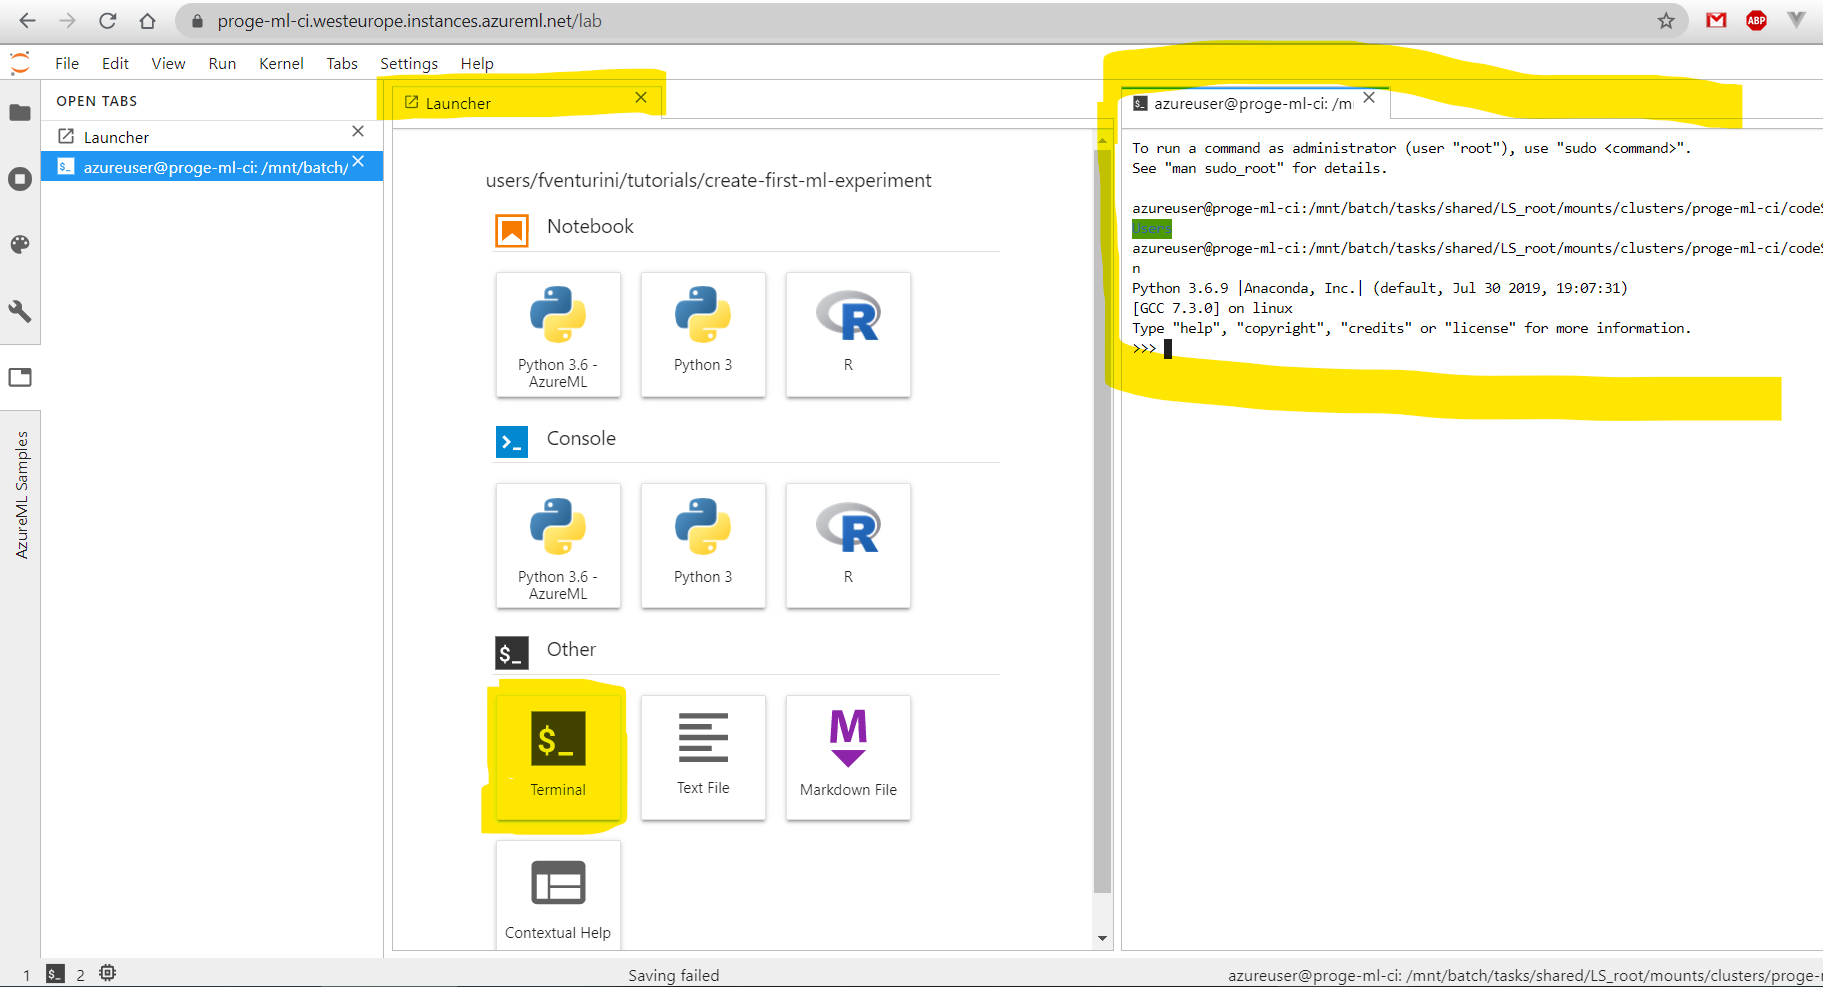 proge-ml-ci.westeurope.instances.azureml.net/lab
ABP
File Edit View Run Kernel Tabs Settings Help
OPEN TABS
Launcher
azureuser@proge-ml-ci: /mnt/batch/
AzureML Samples
Launcher
users/fventurini/tutorials/create-first-ml-experiment
Notebook
Python 3.6 -
AzureML
Python 3
R
Console
Python 3.6 -
AzureML
Python 3
R
$_ Other
$_
Terminal
Text File
M
Markdown File
Contextual Help
azureuser@proge-ml-ci: /m
To run a command as administrator (user "root"), use "sudo <command>".
See "man sudo_root" for details.
azureuser@proge-ml-ci:/mnt/batch/tasks/shared/LS_root/mounts/clusters/proge-ml-ci/code
Users
azureuser@proge-ml-ci:/mnt/batch/tasks/shared/LS_root/mounts/clusters/proge-ml-ci/code
n
Python 3.6.9 |Anaconda, Inc.| (default, Jul 30 2019, 19:07:31)
[GCC 7.3.0] on linux
Type "help", "copyright", "credits" or "license" for more information.
>>>
1 $_ 2 Saving failed azureuser@proge-ml-ci: /mnt/batch/tasks/shared/LS_root/mounts/clusters/proge-